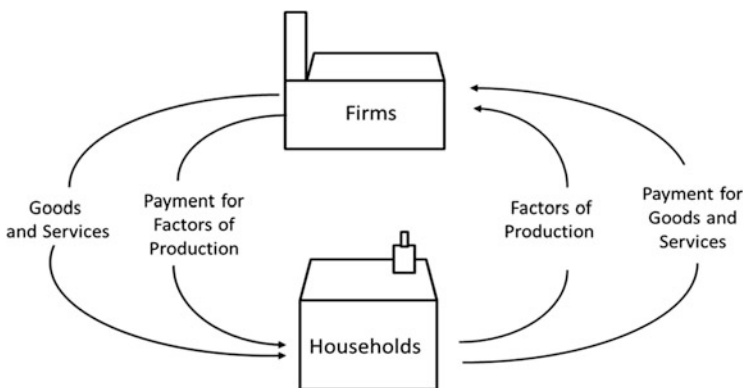 Firms
Goods
and Services
Payment for
Factors of
Production
Factors of
Production
Payment for
Goods and
Services
Households